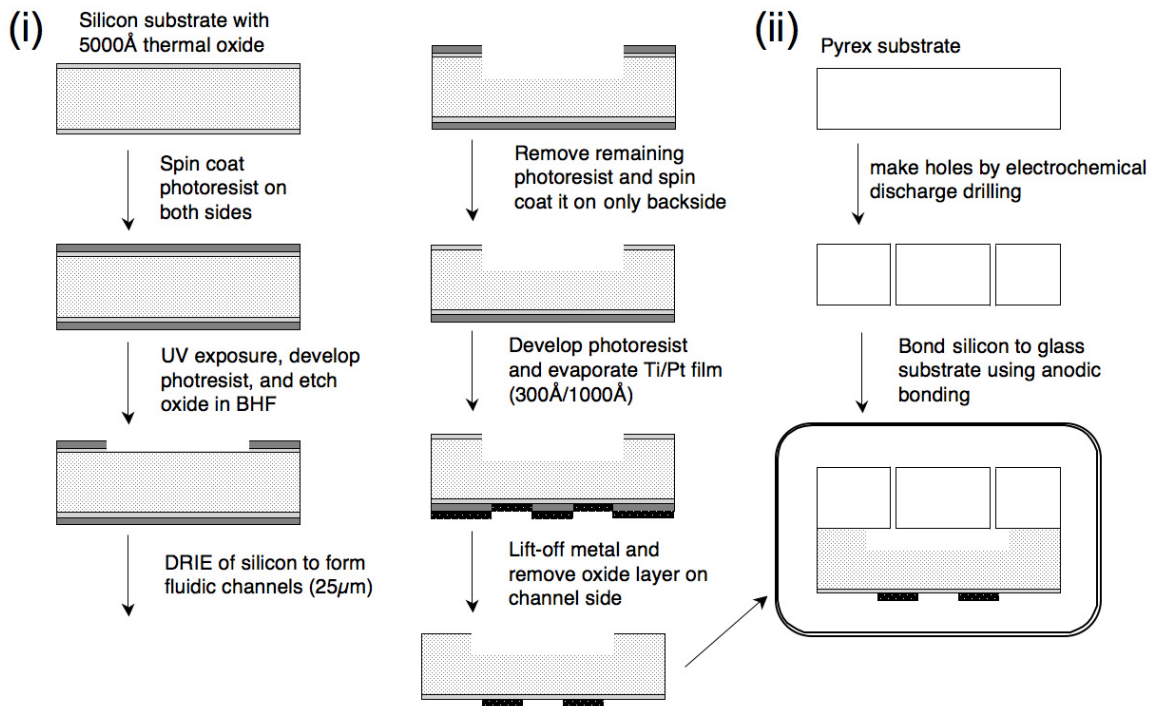 (i)
Silicon substrate with
5000Å thermal oxide
Spin coat
photoresist on
both sides
UV exposure, develop
photresist, and etch
oxide in BHF
DRIE of silicon to form
fluidic channels (25µm)
Remove remaining
photoresist and spin
coat it on only backside
Develop photoresist
and evaporate Ti/Pt film
(300Å/1000Å)
Lift-off metal and
remove oxide layer on
channel side
(ii)
Pyrex substrate
make holes by electrochemical
discharge drilling
Bond silicon to glass
substrate using anodic
bonding